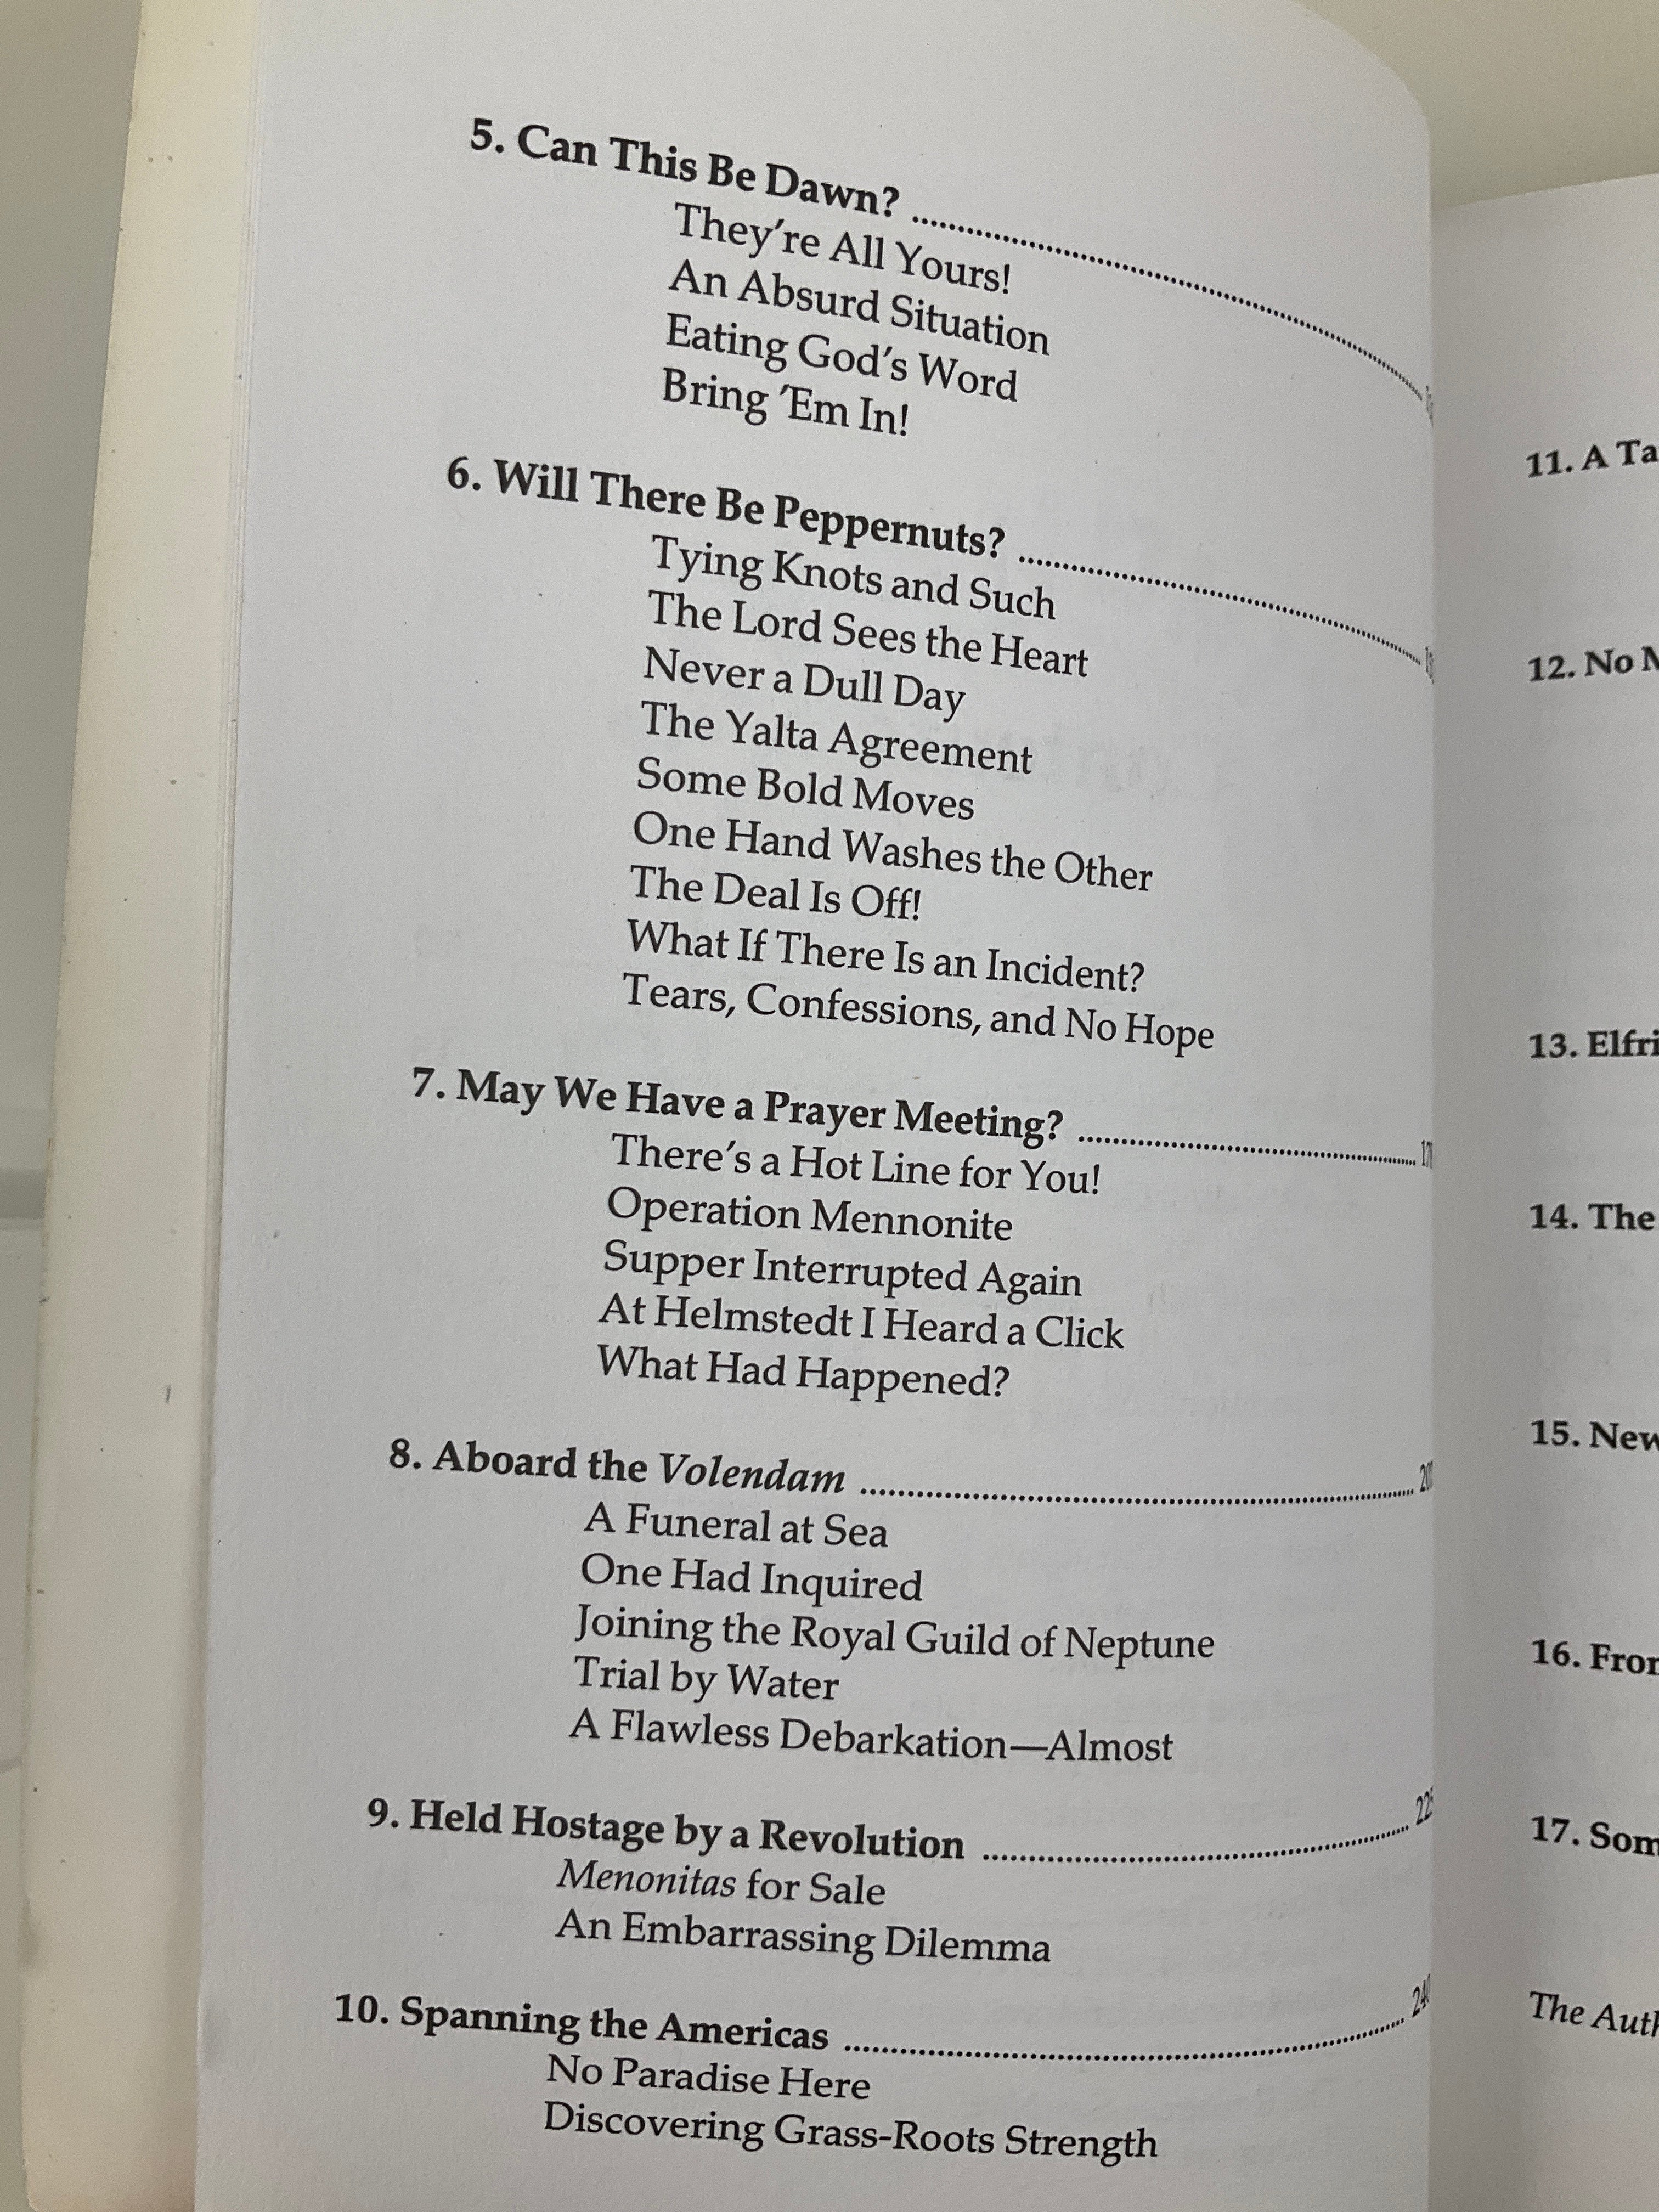 5. Can This Be Dawn? ........................................
They're All Yours!
An Absurd Situation
Eating God's Word
Bring 'Em In!
6. Will There Be Peppernuts? ........................................
Tying Knots and Such
The Lord Sees the Heart
Never a Dull Day
The Yalta Agreement
Some Bold Moves
One Hand Washes the Other
The Deal Is Off!
What If There Is an Incident?
Tears, Confessions, and No Hope
7. May We Have a Prayer Meeting? ........................................
There's a Hot Line for You!
Operation Mennonite
Supper Interrupted Again
At Helmstedt I Heard a Click
What Had Happened?
8. Aboard the Volendam ........................................
A Funeral at Sea
One Had Inquired
Joining the Royal Guild of Neptune
Trial by Water
A Flawless Debarkation—Almost
9. Held Hostage by a Revolution ........................................
Menonitas for Sale
An Embarrassing Dilemma
10. Spanning the Americas ........................................
No Paradise Here
Discovering Grass-Roots Strength
11. A
12. No
13.
14. The
15.
16.
17.
The